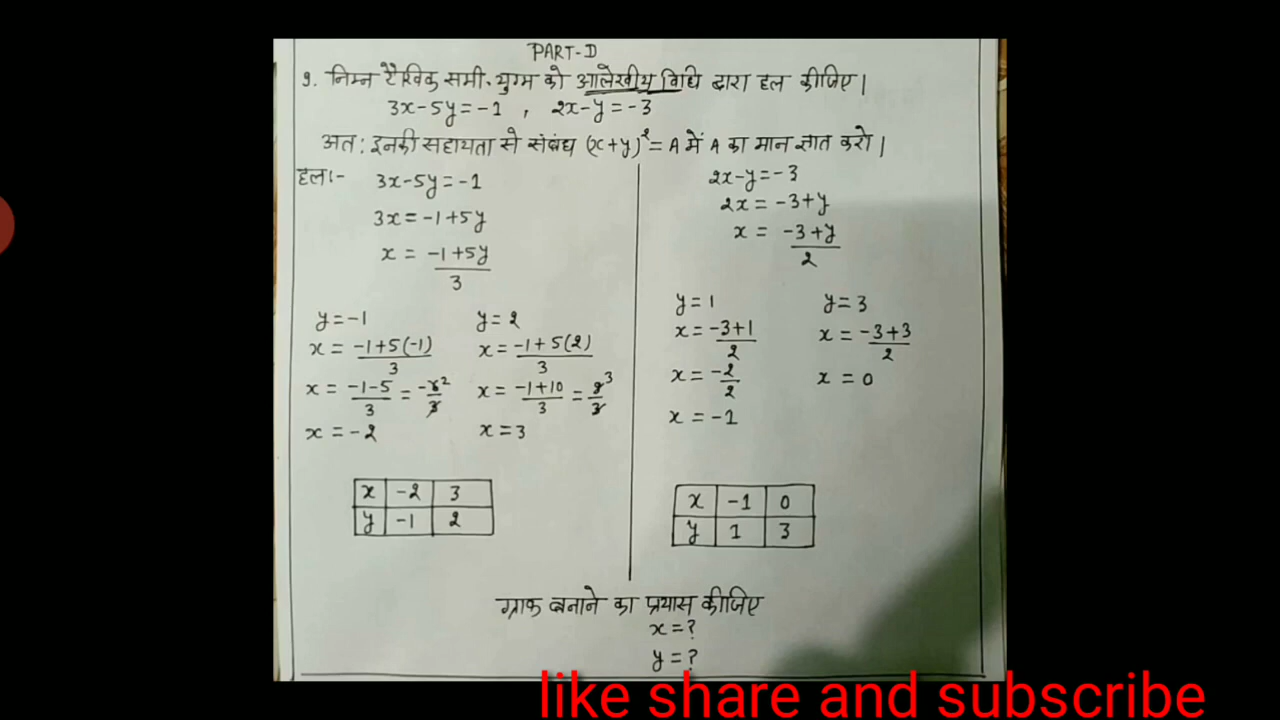 PART-D
9. निम्न रैखिक समी. युग्म को आलेखीय विधि द्वारा हल कीजिए।
3x-5y=-1 , 2x-y=-3
अतः इनकी सहायता से संबंध (x+y)²=A में A का मान ज्ञात करो।
हल:-
3x-5y=-1
3x=-1+5y
x = -1+5y/3
y=-1
x = -1+5(-1)/3
x = -1-5/3 = -6²/3
x = -2
y=2
x = -1+5(2)/3
x = -1+10/3 = 9³/3
x = 3
x -2 3
y -1 2
2x-y=-3
2x = -3+y
x = -3+y/2
y=1
x = -3+1/2
x = -2/2
x = -1
y=3
x = -3+3/2
x = 0
x -1 0
y 1 3
ग्राफ बनाने का प्रयास कीजिए
x=?
y=?
like share and subscribe